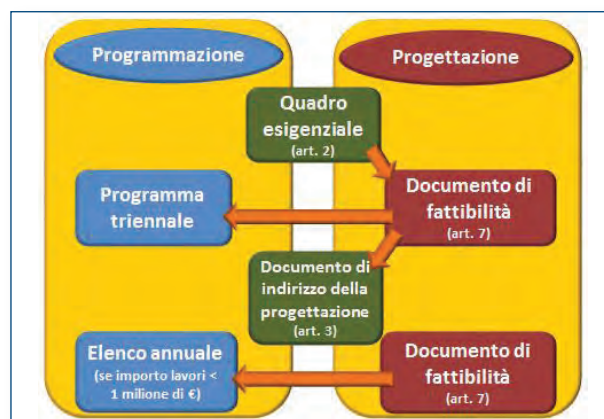 Programmazione
Progettazione
Quadro
esigenziale
(art. 2)
Programma
triennale
Documento di
fattibilità
(art. 7)
Documento di
indirizzo della
progettazione
(art. 3)
Elenco annuale
(se importo lavori <
1 milione di €)
Documento di
fattibilità
(art. 7)